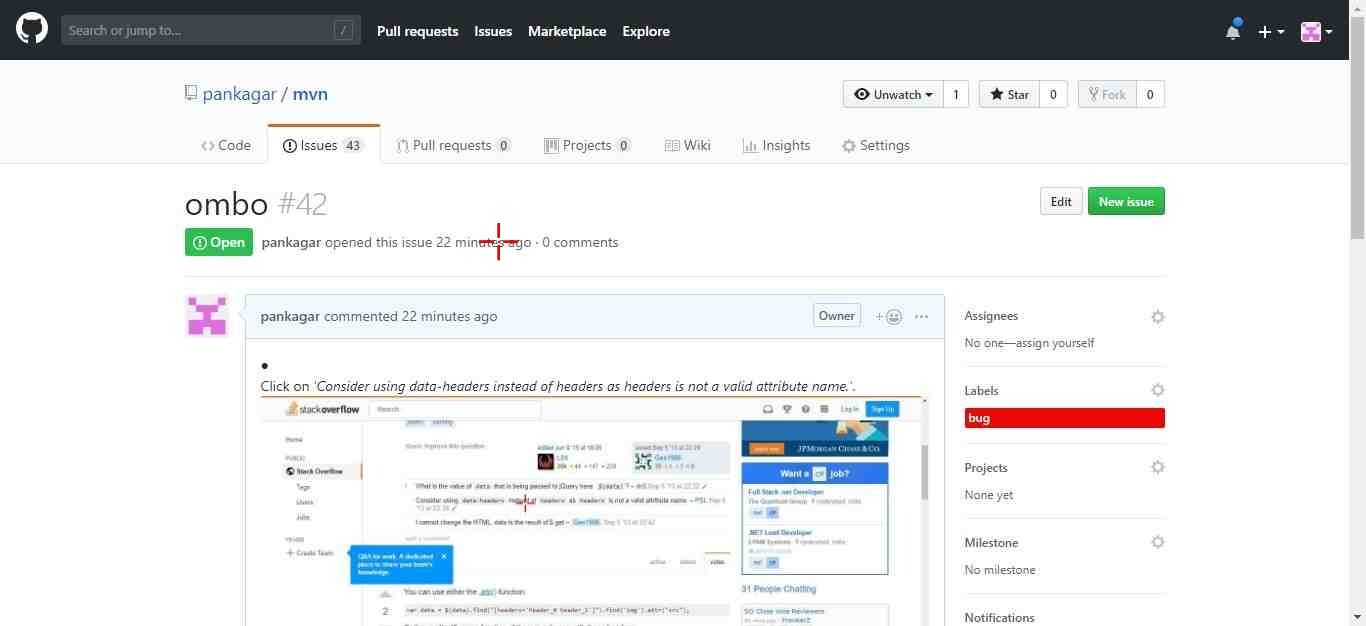 Search or jump to... /
Pull requests Issues Marketplace Explore
pankagar / mvn
Unwatch 1 Star 0 Fork 0
Code Issues 43 Pull requests 0 Projects 0 Wiki Insights Settings
ombo #42
Edit New issue
Open pankagar opened this issue 22 minutes ago · 0 comments
pankagar commented 22 minutes ago Owner
Click on 'Consider using data-headers instead of headers as headers is not a valid attribute name.'.
stackoverflow Search... Log In Sign Up
Home
PUBLIC
Stack Overflow
Tags
Users
Jobs
Create Team
Q&A for work. A dedicated place to share your team's knowledge.
What is the value of data that is being passed to jQuery here
Consider using data-headers instead of headers as headers is not a valid attribute name
I cannot change the HTML, data is the result of $.get
add a comment
active oldest votes
2
You can use either the .attr() function:
JPMORGAN CHASE & CO.
Want a c# job?
Full Stack .net Developer
.NET Lead Developer
31 People Chatting
SO Close Vote Reviewers
Assignees
No one—assign yourself
Labels
bug
Projects
None yet
Milestone
No milestone
Notifications